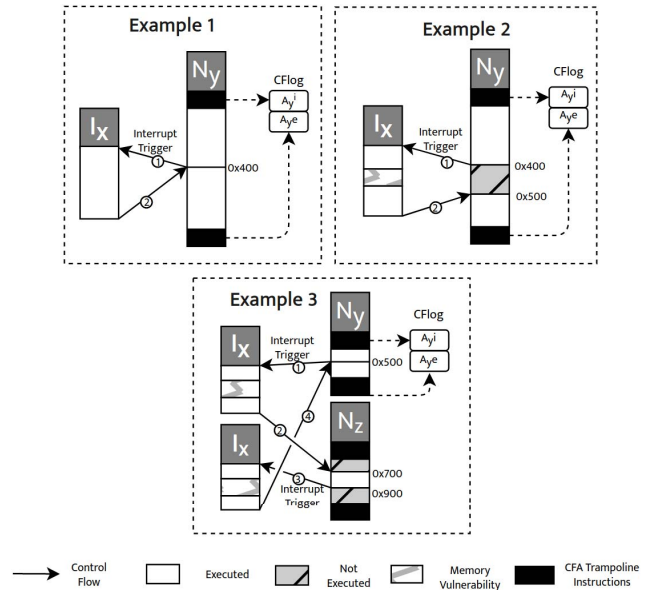 Example 1
Ny
CFlog
Ayi
Aye
Ix
Interrupt
Trigger
1
0x400
2
Example 2
Ny
CFlog
Ayi
Aye
Ix
Interrupt
Trigger
1
0x400
0x500
2
Example 3
Ny
CFlog
Ayi
Aye
Ix
Interrupt
Trigger
1
0x500
4
2
Nz
Ix
3
0x700
Interrupt
Trigger
0x900
Control
Flow
Executed
Not
Executed
Memory
Vulnerability
CFA Trampoline
Instructions